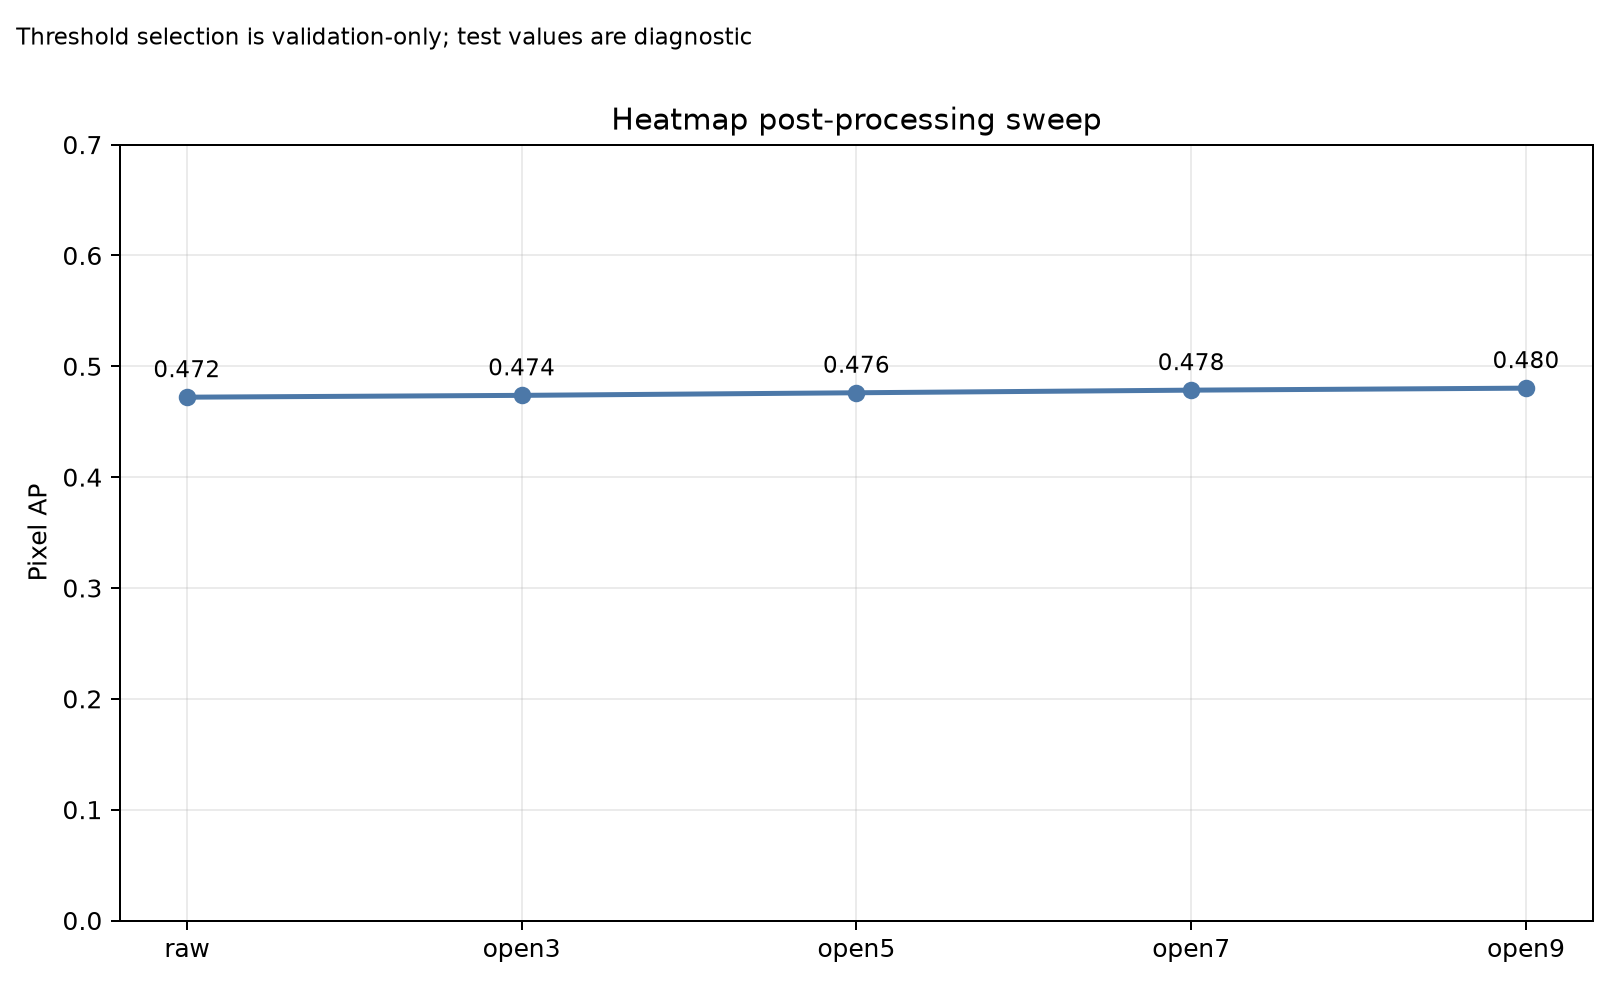 Threshold selection is validation-only; test values are diagnostic
Heatmap post-processing sweep
0.7
0.6
0.5
0.4
0.3
0.2
0.1
0.0
Pixel AP
0.472
0.474
0.476
0.478
0.480
raw
open3
open5
open7
open9